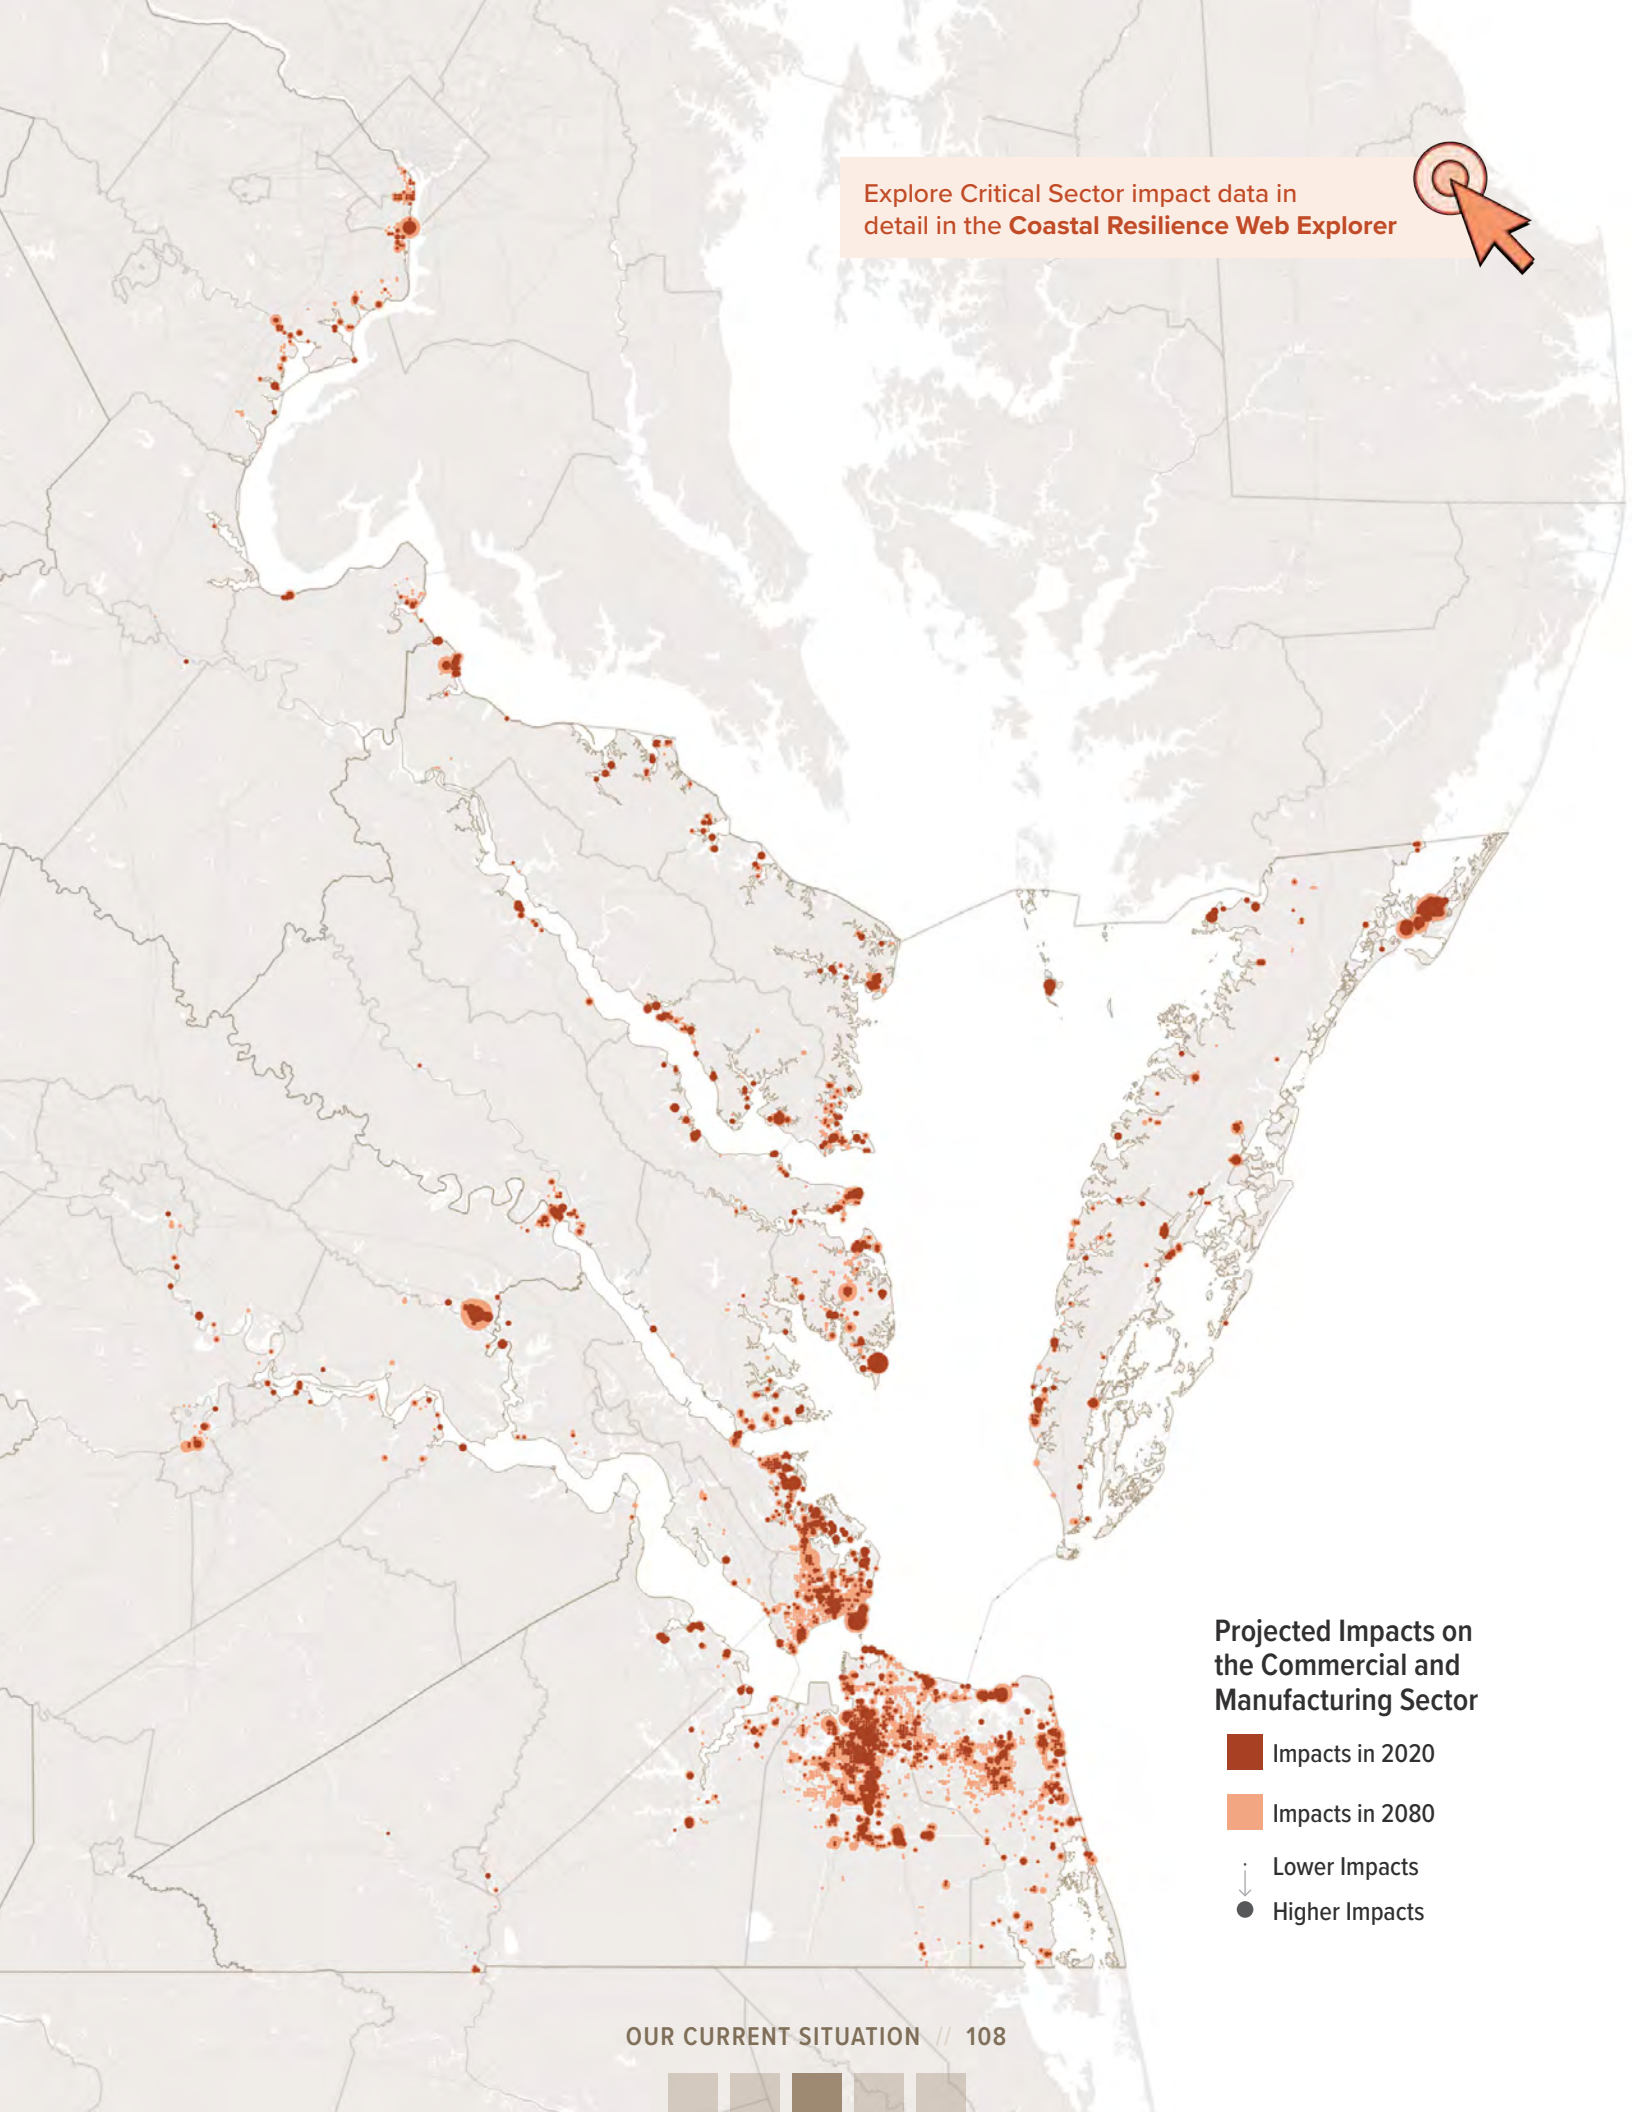 Explore Critical Sector impact data in
detail in the Coastal Resilience Web Explorer
Projected Impacts on
the Commercial and
Manufacturing Sector
Impacts in 2020
Impacts in 2080
Lower Impacts
Higher Impacts
OUR CURRENT SITUATION // 108